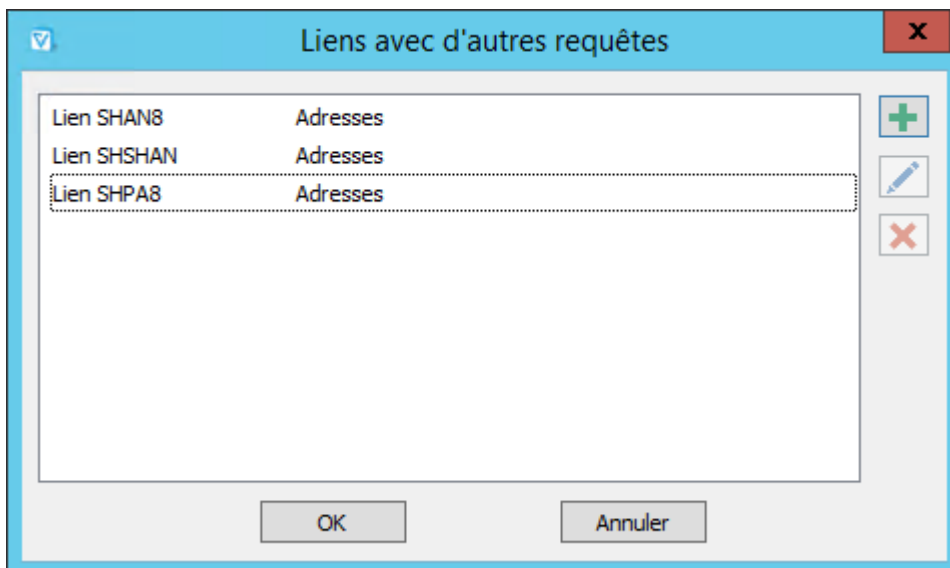 Liens avec d'autres requêtes
x
Lien SHAN8 Adresses
Lien SHSHAN Adresses
Lien SHPA8 Adresses
OK Annuler